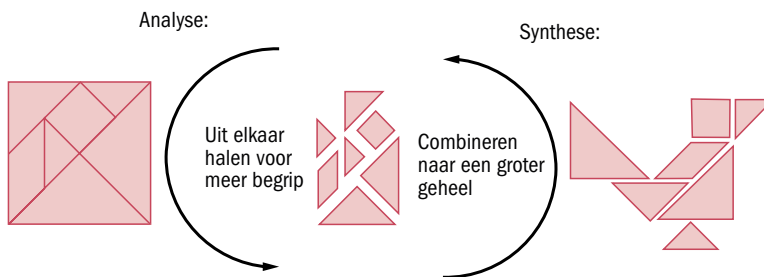 Analyse:
Synthese:
Uit elkaar
halen voor
meer begrip
Combineren
naar een groter
geheel